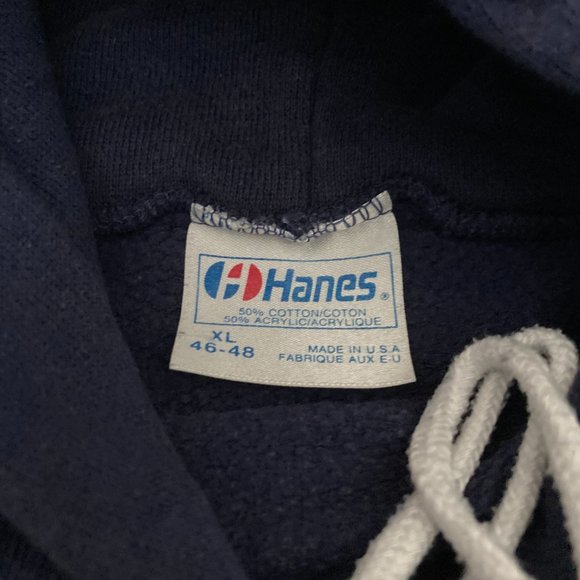 Hanes®
50% COTTON/COTON
50% ACRYLIC/ACRYLIQUE
XL
46-48
MADE IN U S A
FABRIQUE AUX E-U